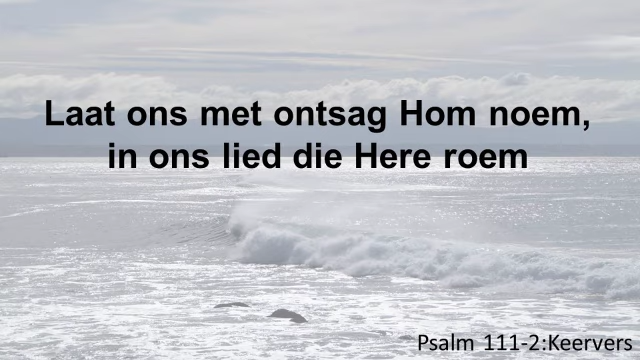 Laat ons met ontsag Hom noem,
in ons lied die Here roem
Psalm 111-2:Keervers